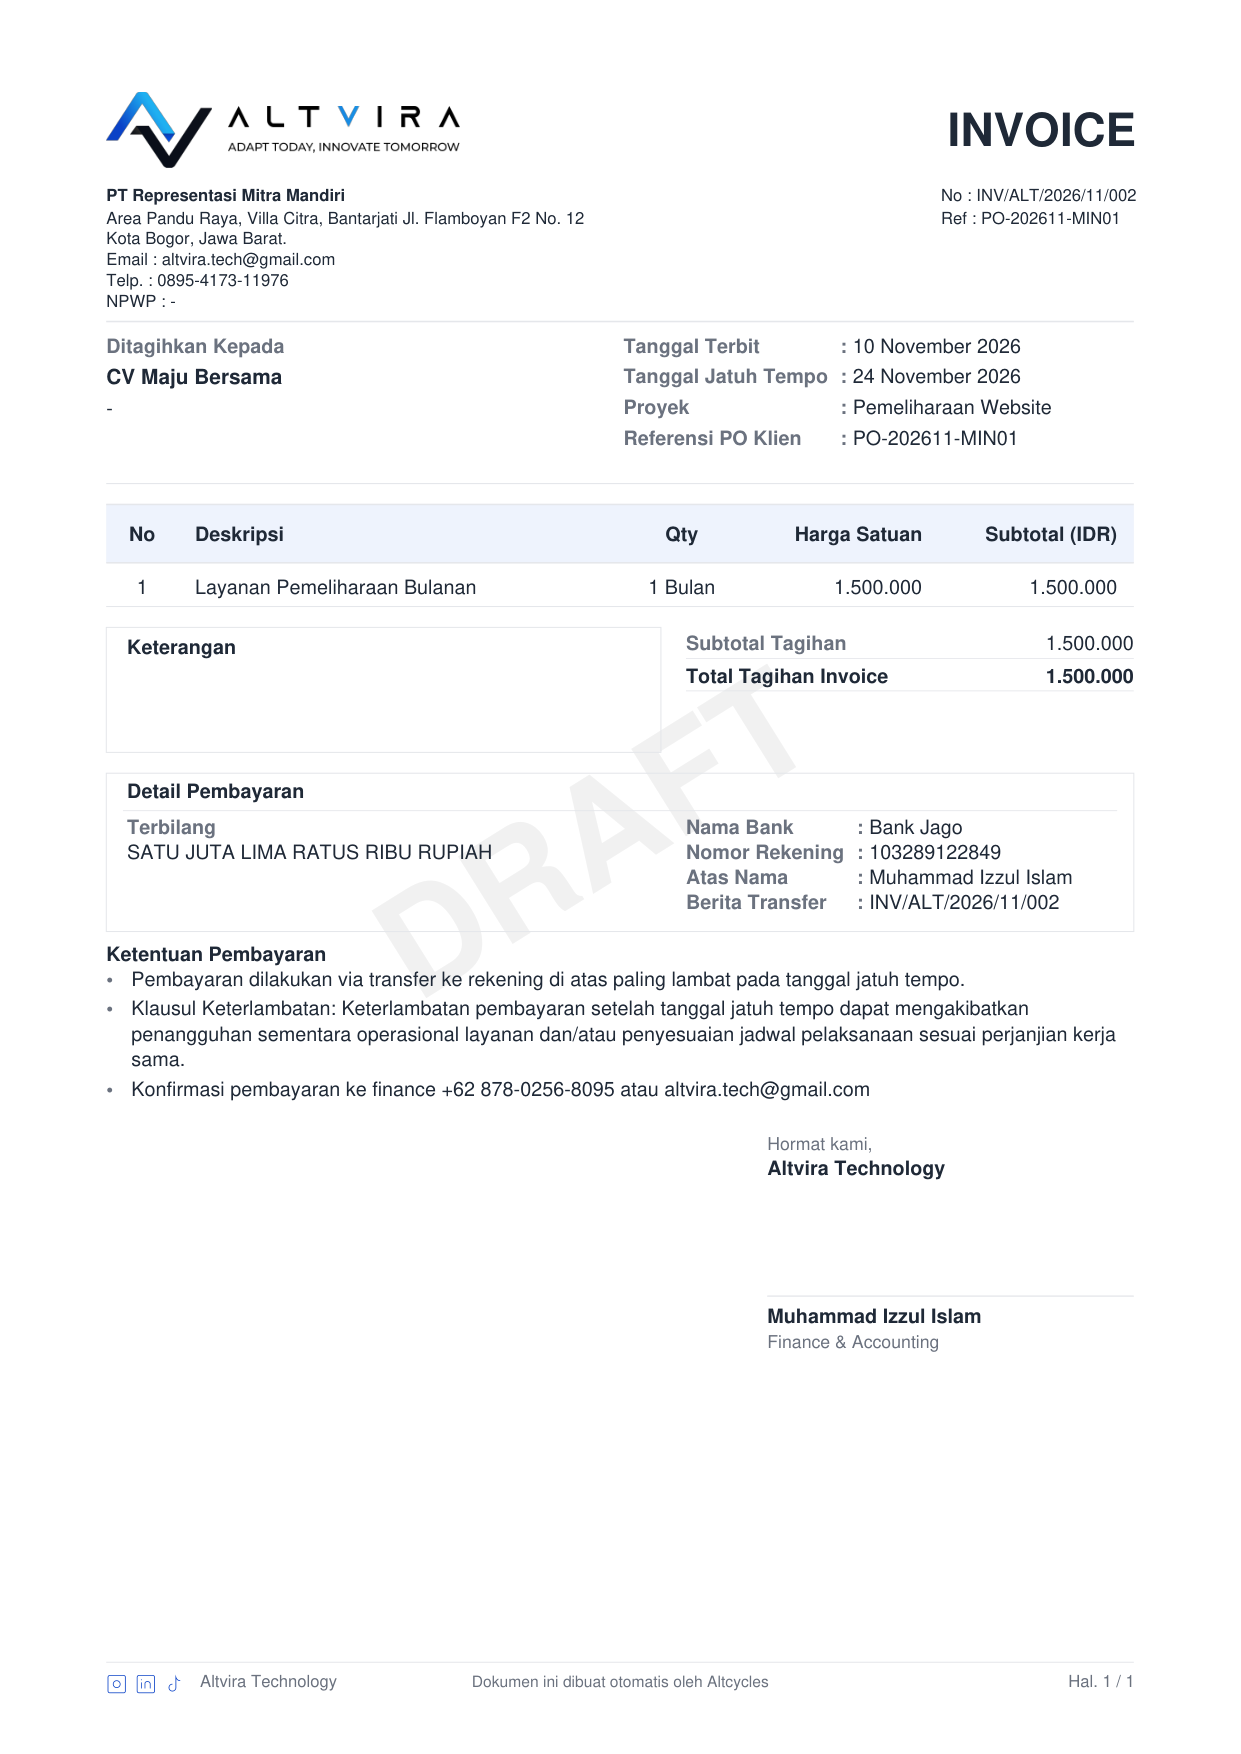 ALTVIRA
ADAPT TODAY, INNOVATE TOMORROW
INVOICE
PT Representasi Mitra Mandiri
Area Pandu Raya, Villa Citra, Bantarjati Jl. Flamboyan F2 No. 12
Kota Bogor, Jawa Barat.
Email : altvira.tech@gmail.com
Telp. : 0895-4173-11976
NPWP : -
No : INV/ALT/2026/11/002
Ref : PO-202611-MIN01
Ditagihkan Kepada
CV Maju Bersama
-
Tanggal Terbit : 10 November 2026
Tanggal Jatuh Tempo : 24 November 2026
Proyek : Pemeliharaan Website
Referensi PO Klien : PO-202611-MIN01
No Deskripsi Qty Harga Satuan Subtotal (IDR)
1 Layanan Pemeliharaan Bulanan 1 Bulan 1.500.000 1.500.000
Keterangan
Subtotal Tagihan 1.500.000
Total Tagihan Invoice 1.500.000
DRAFT
Detail Pembayaran
Terbilang
SATU JUTA LIMA RATUS RIBU RUPIAH
Nama Bank : Bank Jago
Nomor Rekening : 103289122849
Atas Nama : Muhammad Izzul Islam
Berita Transfer : INV/ALT/2026/11/002
Ketentuan Pembayaran
• Pembayaran dilakukan via transfer ke rekening di atas paling lambat pada tanggal jatuh tempo.
• Klausul Keterlambatan: Keterlambatan pembayaran setelah tanggal jatuh tempo dapat mengakibatkan
penangguhan sementara operasional layanan dan/atau penyesuaian jadwal pelaksanaan sesuai perjanjian kerja
sama.
• Konfirmasi pembayaran ke finance +62 878-0256-8095 atau altvira.tech@gmail.com
Hormat kami,
Altvira Technology
Muhammad Izzul Islam
Finance & Accounting
Altvira Technology Dokumen ini dibuat otomatis oleh Altcycles Hal. 1 / 1